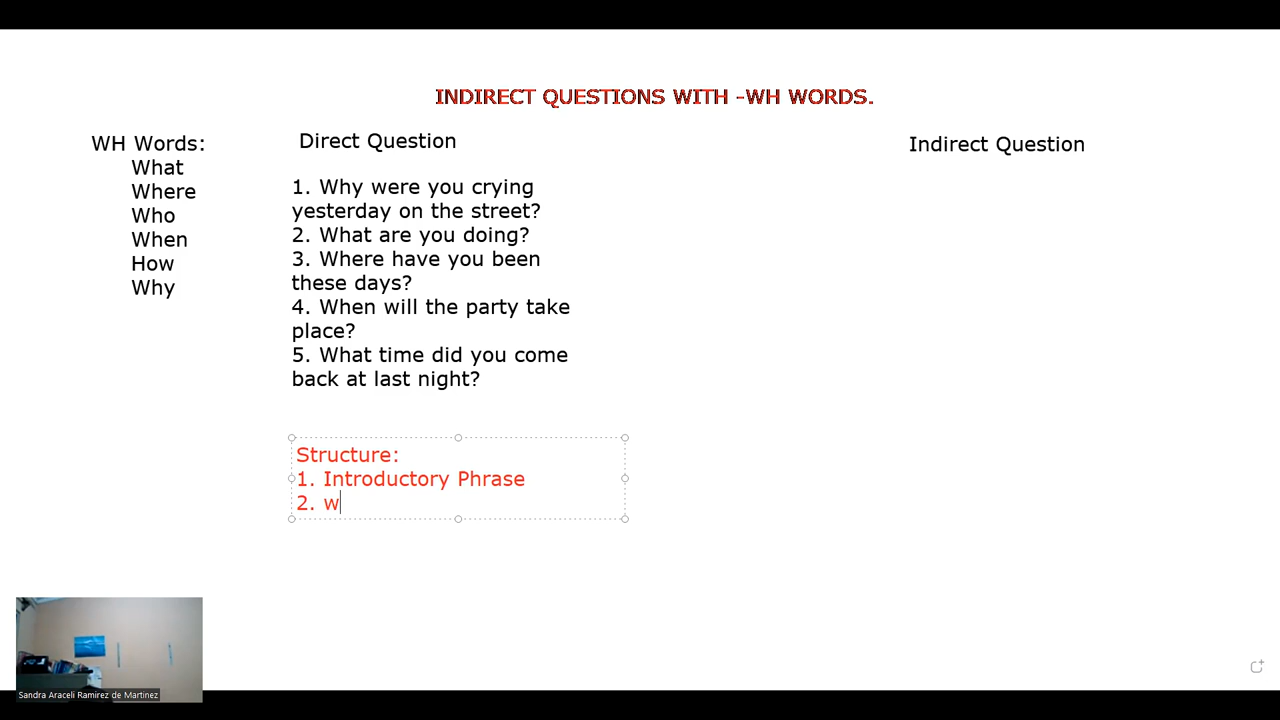 INDIRECT QUESTIONS WITH -WH WORDS.
WH Words:
What
Where
Who
When
How
Why
Direct Question
1. Why were you crying
yesterday on the street?
2. What are you doing?
3. Where have you been
these days?
4. When will the party take
place?
5. What time did you come
back at last night?
Indirect Question
Structure:
1. Introductory Phrase
2. w
Sandra Araceli Ramirez de Martinez